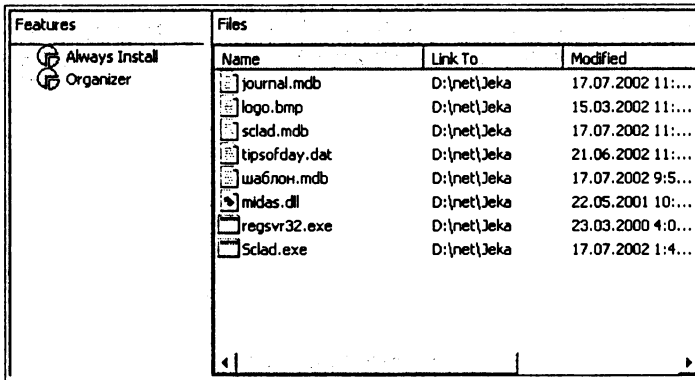 Features
Files
Always Install
Organizer
Name Link To Modified
journal.mdb D:\net\Jeka 17.07.2002 11:...
logo.bmp D:\net\Jeka 15.03.2002 11:...
sclad.mdb D:\net\Jeka 17.07.2002 11:...
tipsofday.dat D:\net\Jeka 21.06.2002 11:...
шаблон.mdb D:\net\Jeka 17.07.2002 9:5...
midas.dll D:\net\Jeka 22.05.2001 10:...
regsvr32.exe D:\net\Jeka 23.03.2000 4:0...
Sclad.exe D:\net\Jeka 17.07.2002 1:4...